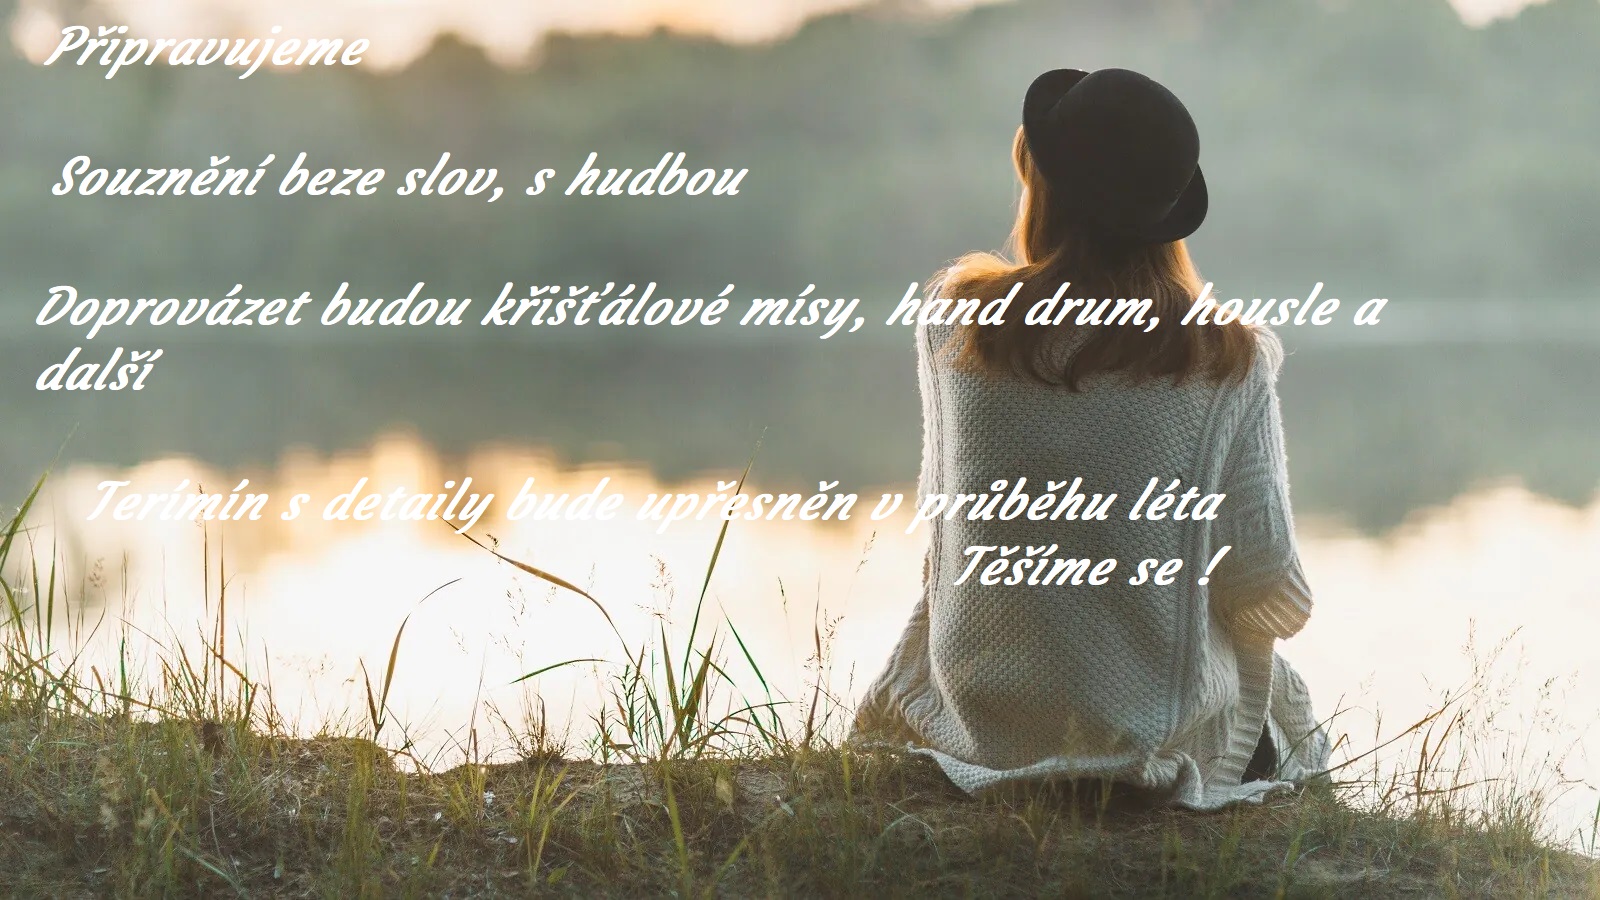 Připravujeme
Souznění beze slov, s hudbou
Doprovázet budou křišťálové mísy, hand drum, housle a
další
Terímín s detaily bude upřesněn v průběhu léta
Těšíme se !